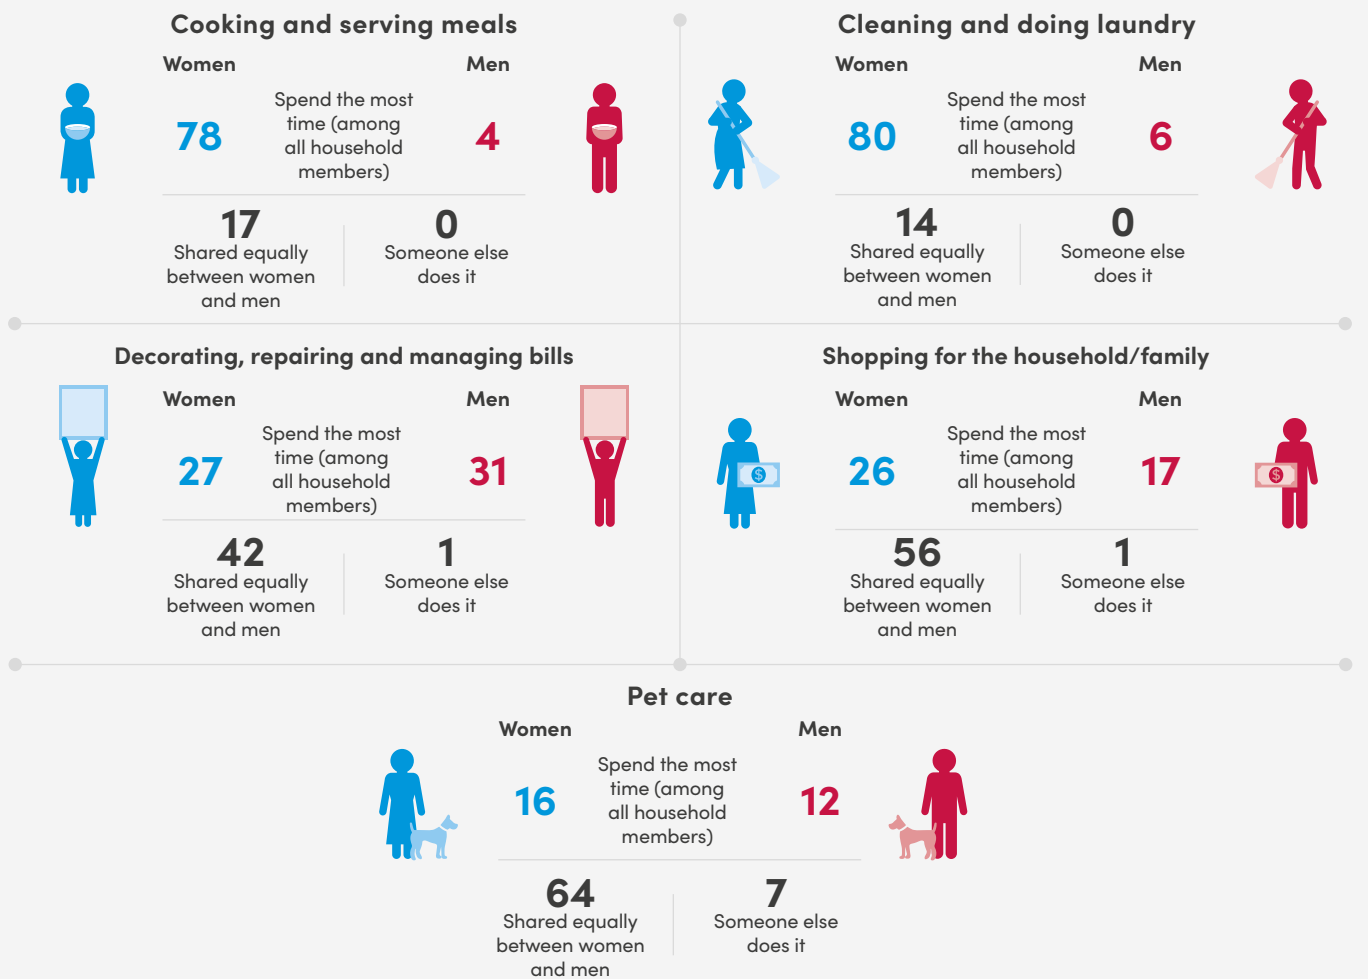 Cooking and serving meals
Women
Men
78
Spend the most
time (among
all household
members)
4
17
Shared equally
between women
and men
0
Someone else
does it
Cleaning and doing laundry
Women
Men
80
Spend the most
time (among
all household
members)
6
14
Shared equally
between women
and men
0
Someone else
does it
Decorating, repairing and managing bills
Women
Men
27
Spend the most
time (among
all household
members)
31
42
Shared equally
between women
and men
1
Someone else
does it
Shopping for the household/family
Women
Men
26
Spend the most
time (among
all household
members)
17
$
$
56
Shared equally
between women
and men
1
Someone else
does it
Pet care
Women
Men
16
Spend the most
time (among
all household
members)
12
64
Shared equally
between women
and men
7
Someone else
does it